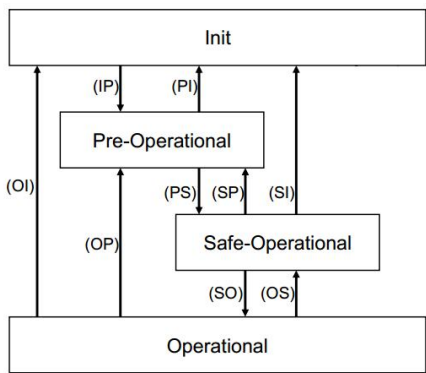 Init
(IP)
(PI)
Pre-Operational
(OI)
(PS)
(SP)
(SI)
(OP)
Safe-Operational
(SO)
(OS)
Operational